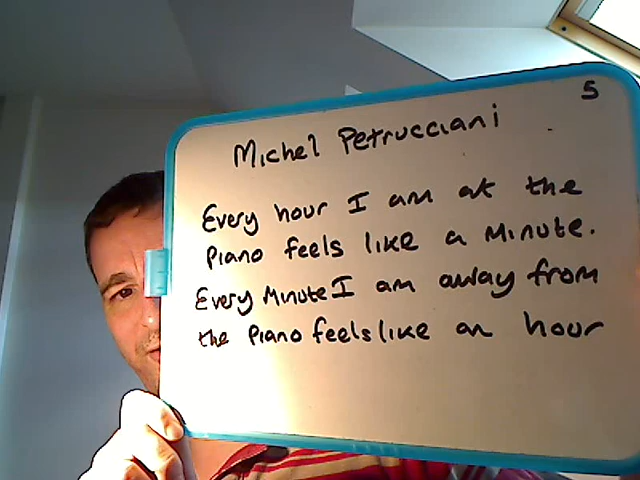 5
Michel Petrucciani
Every hour I am at the
Piano feels like a Minute.
Every Minute I am away from
the Piano feels like an hour